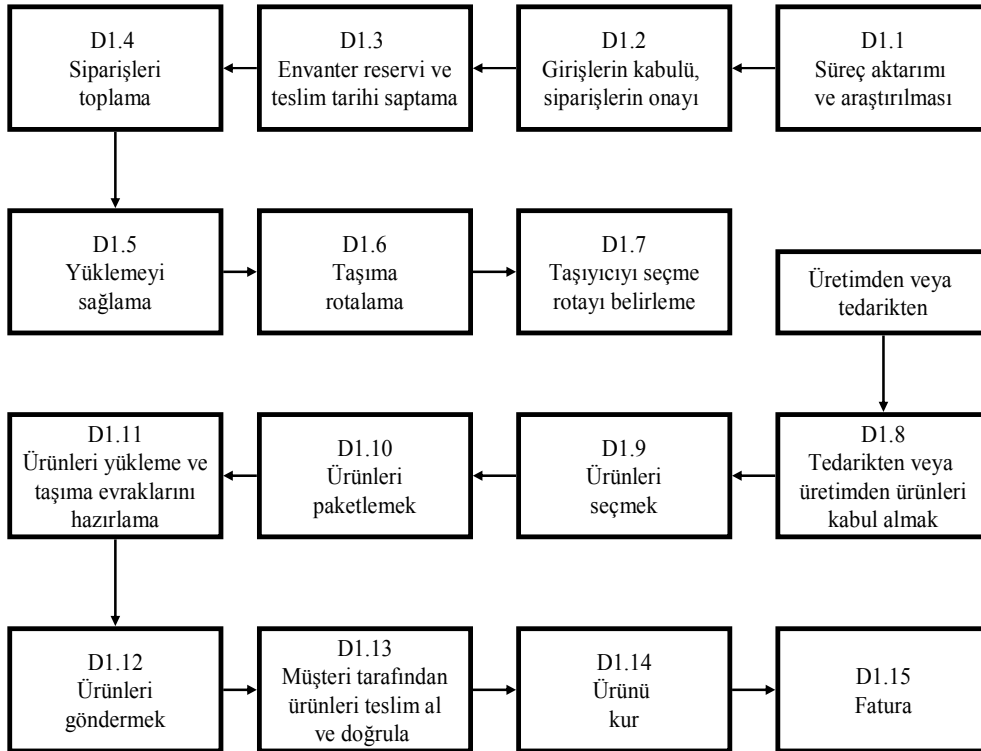 D1.4
Siparişleri
toplama
D1.3
Envanter reservi ve
teslim tarihi saptama
D1.2
Girişlerin kabulü,
siparişlerin onayı
D1.1
Süreç aktarımı
ve araştırılması
D1.5
Yüklemeyi
sağlama
D1.6
Taşıma
rotalama
D1.7
Taşıyıcıyı seçme
rotayı belirleme
Üretimden veya
tedarikten
D1.11
Ürünleri yükleme ve
taşıma evraklarını
hazırlama
D1.10
Ürünleri
paketlemek
D1.9
Ürünleri
seçmek
D1.8
Tedarikten veya
üretimden ürünleri
kabul almak
D1.12
Ürünleri
göndermek
D1.13
Müşteri tarafından
ürünleri teslim al
ve doğrula
D1.14
Ürünü
kur
D1.15
Fatura